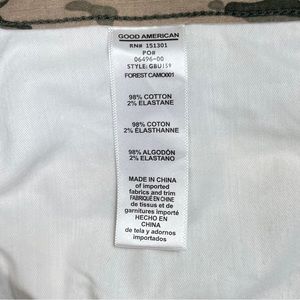 GOOD AMERICAN
RN# 151301
PO#
06496-00
STYLE: GBU159
FOREST CAMO001
98% COTTON
2% ELASTANE
98% COTON
2% ÉLASTHANNE
98% ALGODÓN
2% ELASTANO
MADE IN CHINA
of imported
fabrics and trim
FABRIQUÉ EN CHINE
de tissus et de
garnitures importé
HECHO EN
CHINA
de tela y adornos
importados